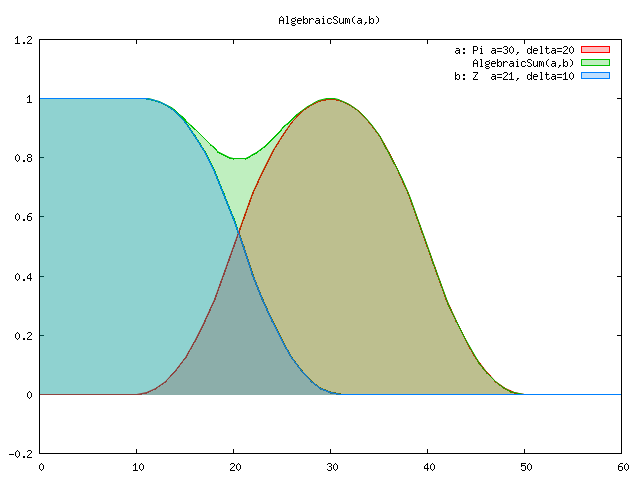 AlgebraicSum(a,b)
a: Pi a=30, delta=20
AlgebraicSum(a,b)
b: Z  a=21, delta=10
1.2
1
0.8
0.6
0.4
0.2
0
-0.2
0 10 20 30 40 50 60